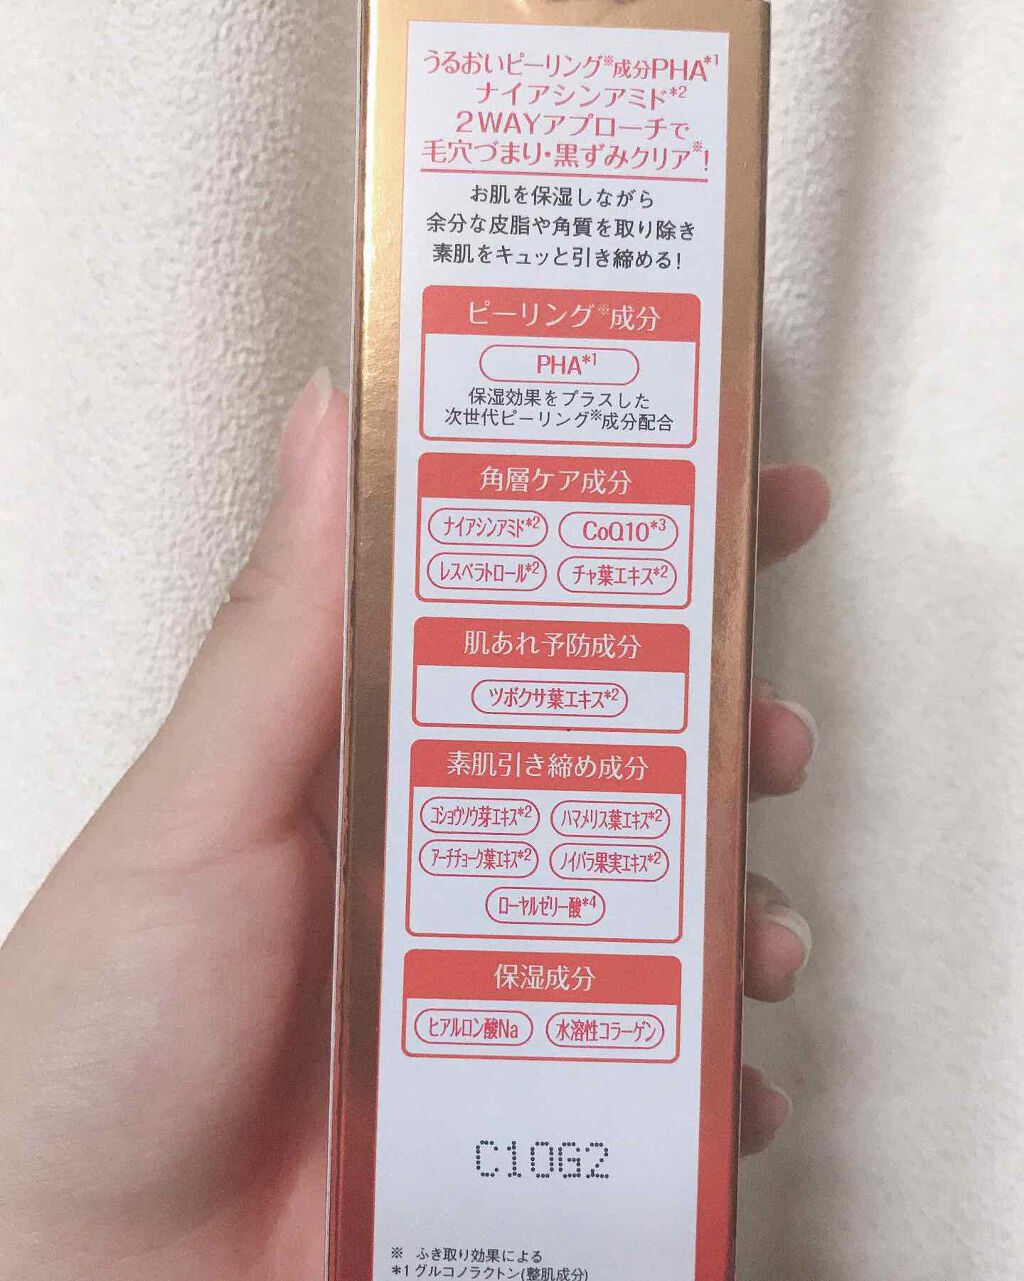 うるおいピーリング※成分PHA*1
ナイアシンアミド*2
2WAYアプローチで
毛穴づまり・黒ずみクリア※!
お肌を保湿しながら
余分な皮脂や角質を取り除き
素肌をキュッと引き締める!
ピーリング※成分
PHA*1
保湿効果をプラスした
次世代ピーリング※成分配合
角層ケア成分
ナイアシンアミド*2 CoQ10*3
レスベラトロール*2 チャ葉エキス*2
肌あれ予防成分
ツボクサ葉エキス*2
素肌引き締め成分
コショウソウ芽エキス*2 ハマメリス葉エキス*2
アーチチョーク葉エキス*2 ノイバラ果実エキス*2
ローヤルゼリー酸*4
保湿成分
ヒアルロン酸Na 水溶性コラーゲン
C10G2
※ ふき取り効果による
*1 グルコノラクトン(整肌成分)